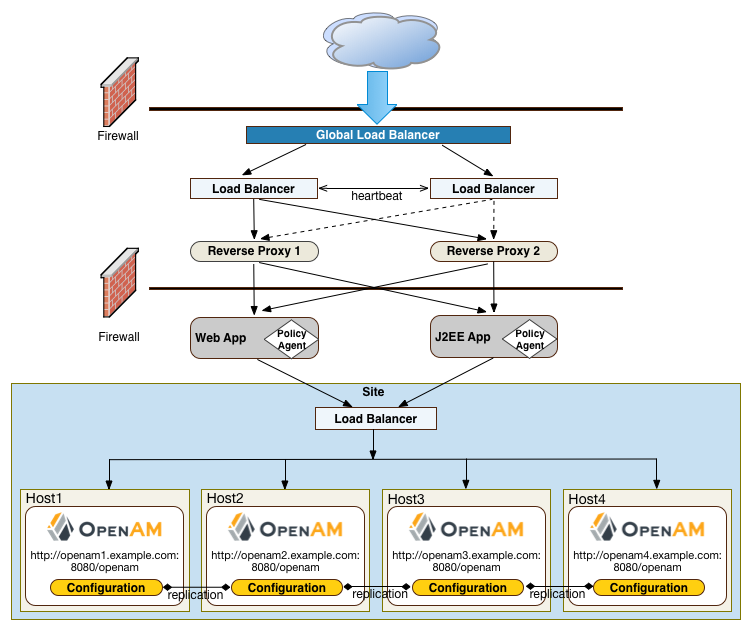 Firewall
Global Load Balancer
Load Balancer
heartbeat
Load Balancer
Reverse Proxy 1
Reverse Proxy 2
Firewall
Web App
Policy
Agent
J2EE App
Policy
Agent
Site
Load Balancer
Host1
OPENAM
http://openam1.example.com:
8080/openam
Configuration
replication
Host2
OPENAM
http://openam2.example.com:
8080/openam
Configuration
replication
Host3
OPENAM
http://openam3.example.com:
8080/openam
Configuration
replication
Host4
OPENAM
http://openam4.example.com:
8080/openam
Configuration